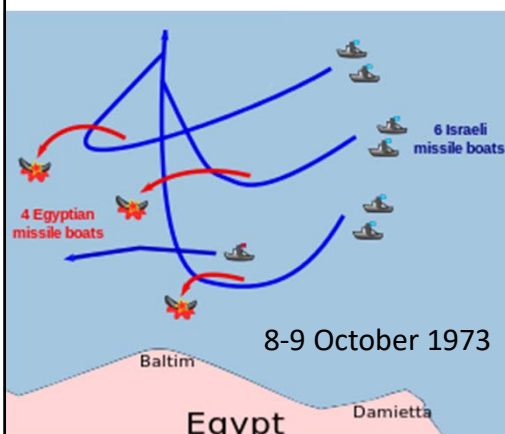 6 Israeli
missile boats
4 Egyptian
missile boats
8-9 October 1973
Baltim
Damietta
Egypt